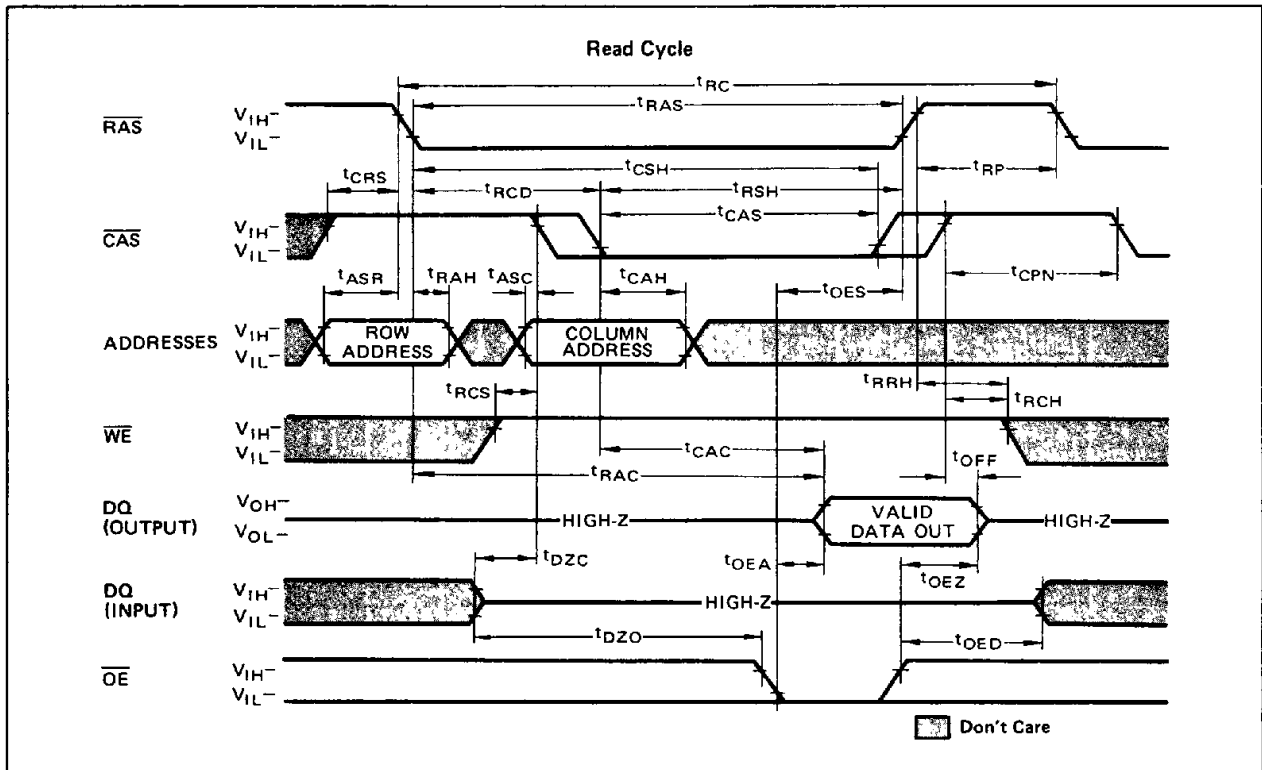 Read Cycle
tRC
tRAS
RAS
VIH-
VIL-
tCSH
tRP
tCRS
tRCD
tRSH
tCAS
CAS
VIH-
VIL-
tCPN
tASR
tRAH
tASC
tCAH
tOES
ADDRESSES
VIH-
VIL-
ROW
ADDRESS
COLUMN
ADDRESS
tRRH
tRCS
tRCH
WE
VIH-
VIL-
tCAC
tOFF
tRAC
DQ
(OUTPUT)
VOH-
VOL-
HIGH-Z
VALID
DATA OUT
HIGH-Z
tDZC
tOEA
tOEZ
DQ
(INPUT)
VIH-
VIL-
HIGH-Z
tDZO
tOED
OE
VIH-
VIL-
Don't Care